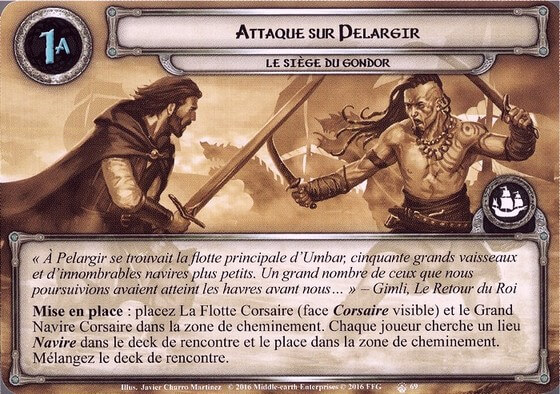 1A
Attaque sur Pelargir
Le Siège du Gondor
« À Pelargir se trouvait la flotte principale d'Umbar, cinquante grands vaisseaux
et d'innombrables navires plus petits. Un grand nombre de ceux que nous
poursuivions avaient atteint les havres avant nous… » – Gimli, Le Retour du Roi
Mise en place : placez La Flotte Corsaire (face Corsaire visible) et le Grand
Navire Corsaire dans la zone de cheminement. Chaque joueur cherche un lieu
Navire dans le deck de rencontre et le place dans la zone de cheminement.
Mélangez le deck de rencontre.
Illus. Javier Charro Martínez © 2016 Middle-earth Enterprises © 2016 FFG 69